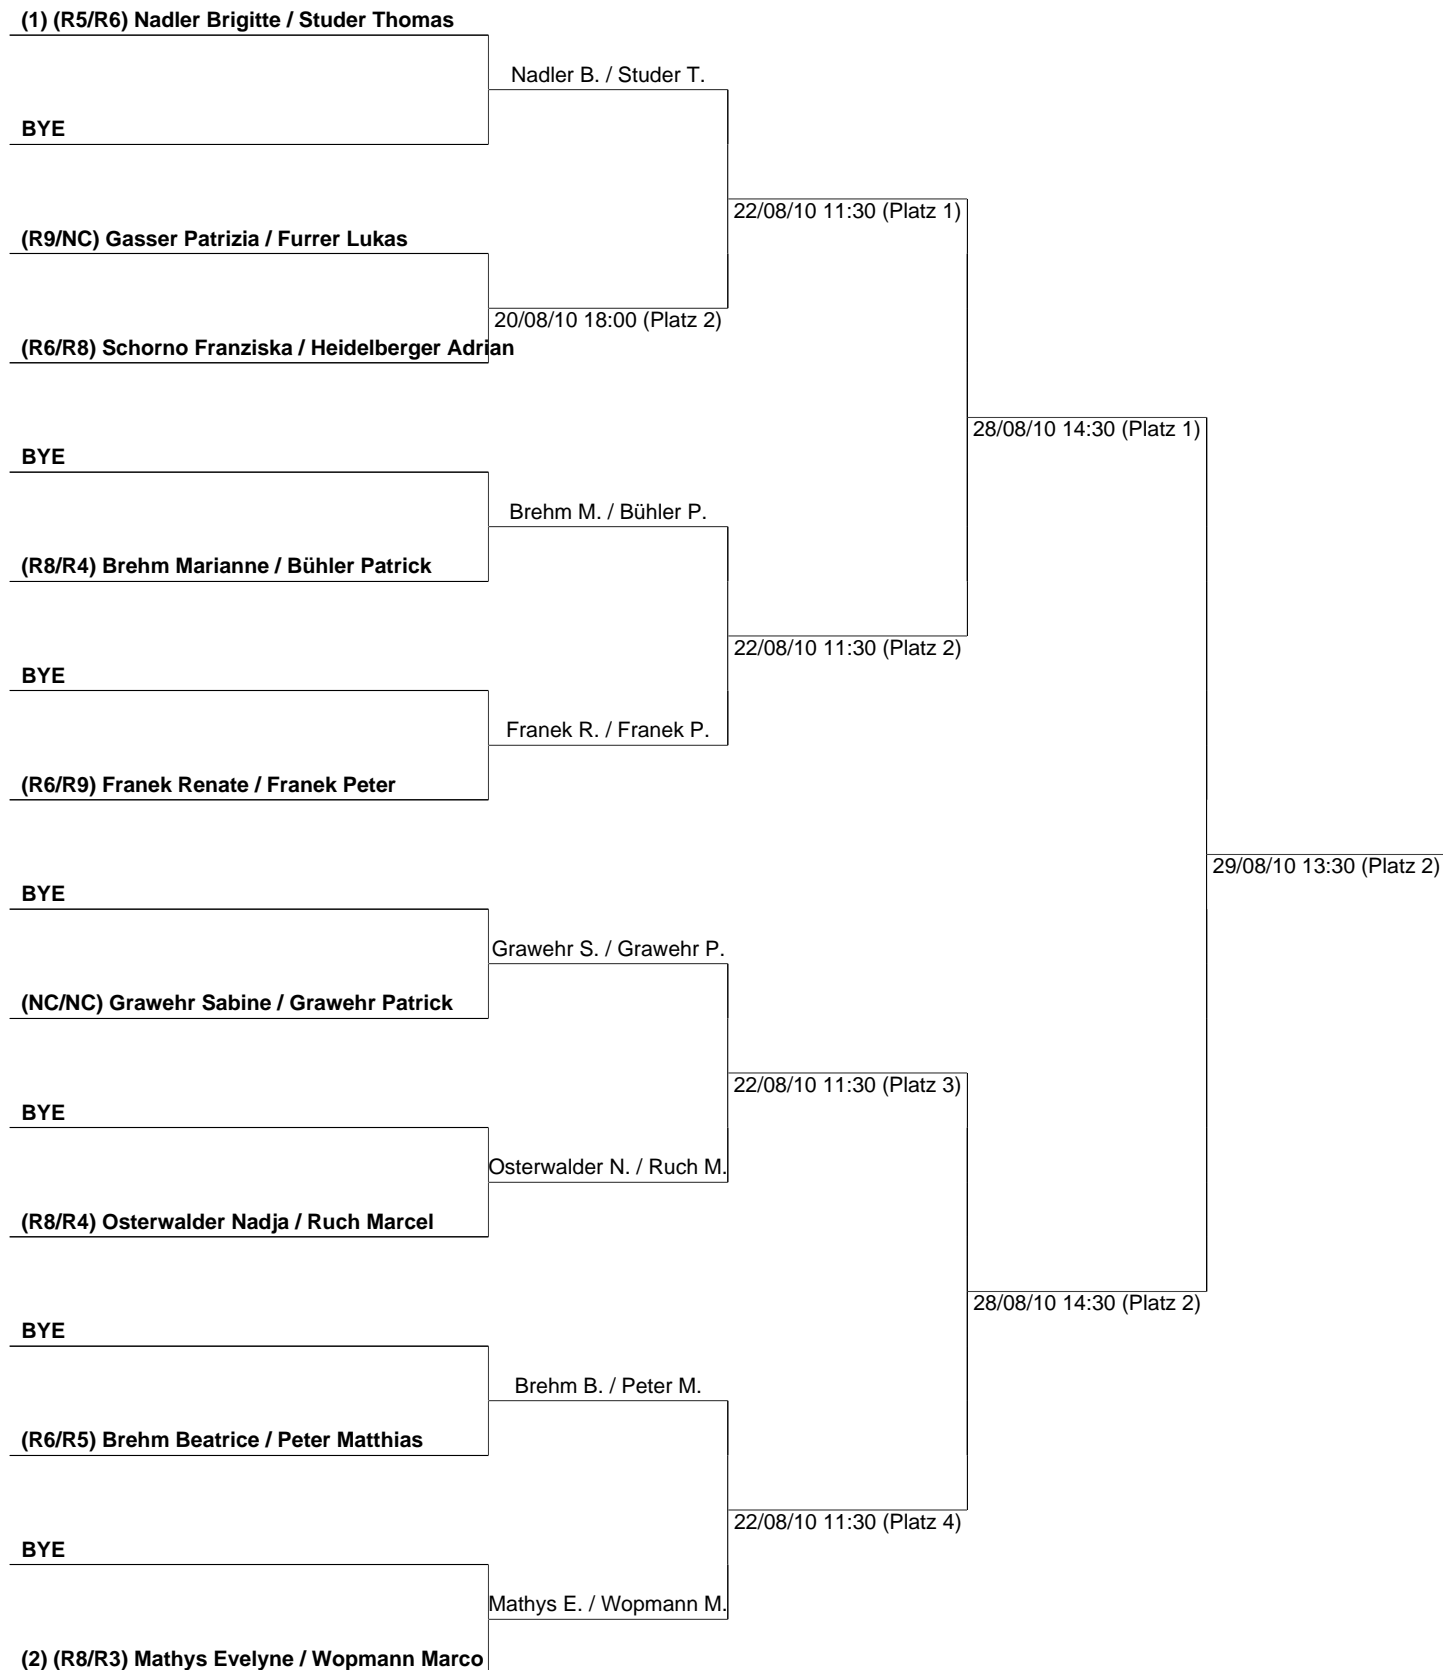 (1) (R5/R6) Nadler Brigitte / Studer Thomas
Nadler B. / Studer T.
BYE
22/08/10 11:30 (Platz 1)
(R9/NC) Gasser Patrizia / Furrer Lukas
20/08/10 18:00 (Platz 2)
(R6/R8) Schorno Franziska / Heidelberger Adrian
28/08/10 14:30 (Platz 1)
BYE
Brehm M. / Bühler P.
(R8/R4) Brehm Marianne / Bühler Patrick
22/08/10 11:30 (Platz 2)
BYE
Franek R. / Franek P.
(R6/R9) Franek Renate / Franek Peter
29/08/10 13:30 (Platz 2)
BYE
Grawehr S. / Grawehr P.
(NC/NC) Grawehr Sabine / Grawehr Patrick
22/08/10 11:30 (Platz 3)
BYE
Osterwalder N. / Ruch M.
(R8/R4) Osterwalder Nadja / Ruch Marcel
28/08/10 14:30 (Platz 2)
BYE
Brehm B. / Peter M.
(R6/R5) Brehm Beatrice / Peter Matthias
22/08/10 11:30 (Platz 4)
BYE
Mathys E. / Wopmann M.
(2) (R8/R3) Mathys Evelyne / Wopmann Marco